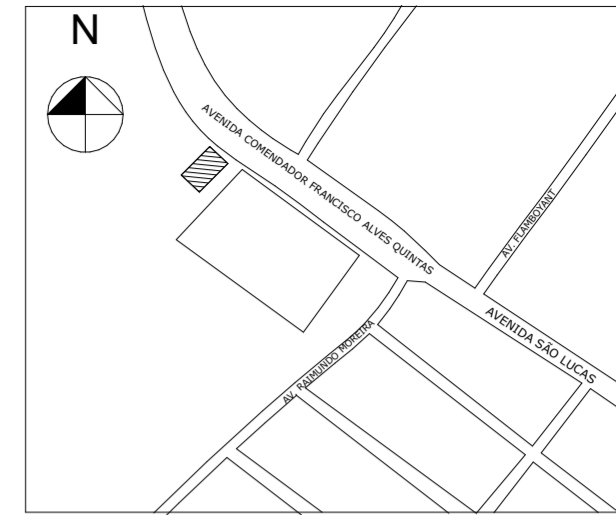 N
AVENIDA COMENDADOR FRANCISCO ALVES QUINTAS
AV. FLAMBOYANT
AVENIDA SÃO LUCAS
AV. RAIMUNDO MOREIRA